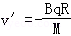 v′ = -BqR/M